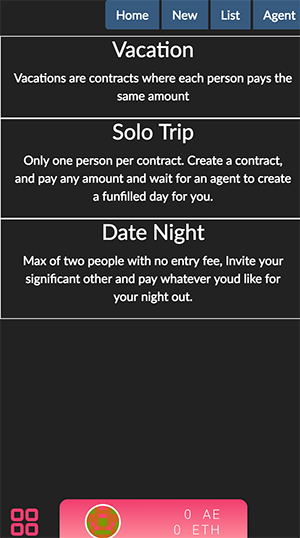 Home New List Agent
Vacation
Vacations are contracts where each person pays the
same amount
Solo Trip
Only one person per contract. Create a contract,
and pay any amount and wait for an agent to create
a funfilled day for you.
Date Night
Max of two people with no entry fee, Invite your
significant other and pay whatever youd like for
your night out.
0 AE
0 ETH